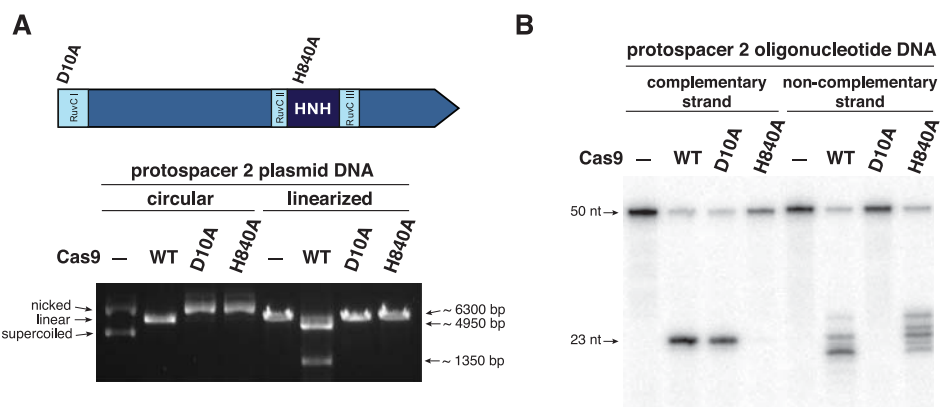 A
D10A
H840A
RuvC I
RuvC II
HNH
RuvC III
protospacer 2 plasmid DNA
circular linearized
Cas9 — WT D10A H840A — WT D10A H840A
nicked
linear
supercoiled
~ 6300 bp
~ 4950 bp
~ 1350 bp
B
protospacer 2 oligonucleotide DNA
complementary strand
non-complementary strand
Cas9 — WT D10A H840A — WT D10A H840A
50 nt
23 nt